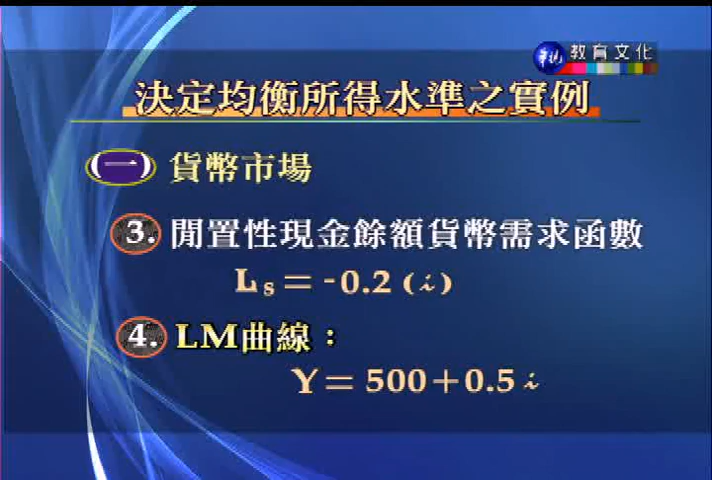 華視 教育文化
決定均衡所得水準之實例
(一) 貨幣市場
3. 閒置性現金餘額貨幣需求函數
Ls = -0.2 (i)
4. LM曲線：
Y = 500+0.5 i